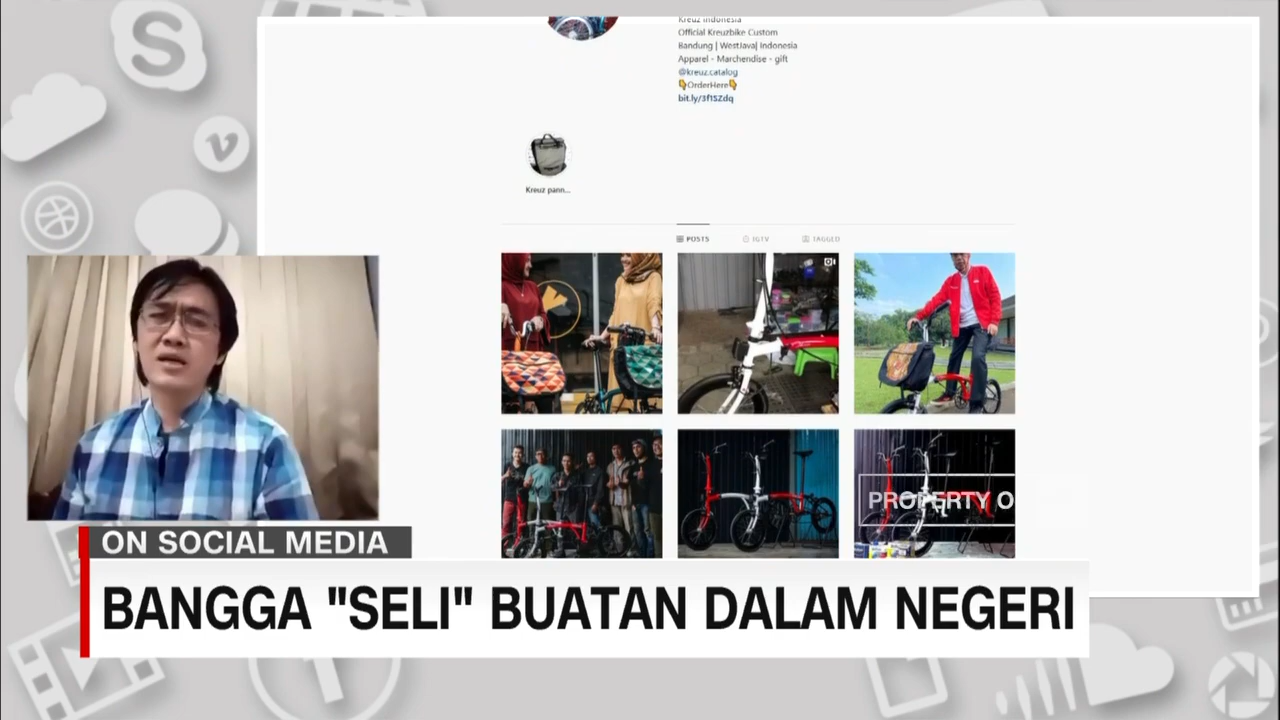 Kreuz Indonesia
Official Kreuzbike Custom
Bandung | WestJava| Indonesia
Apparel - Marchendise - gift
@kreuz.catalog
👇OrderHere👇
bit.ly/3f1SZdq
Kreuz pann...
POSTS
IGTV
TAGGED
PROPERTY O
ON SOCIAL MEDIA
BANGGA "SELI" BUATAN DALAM NEGERI